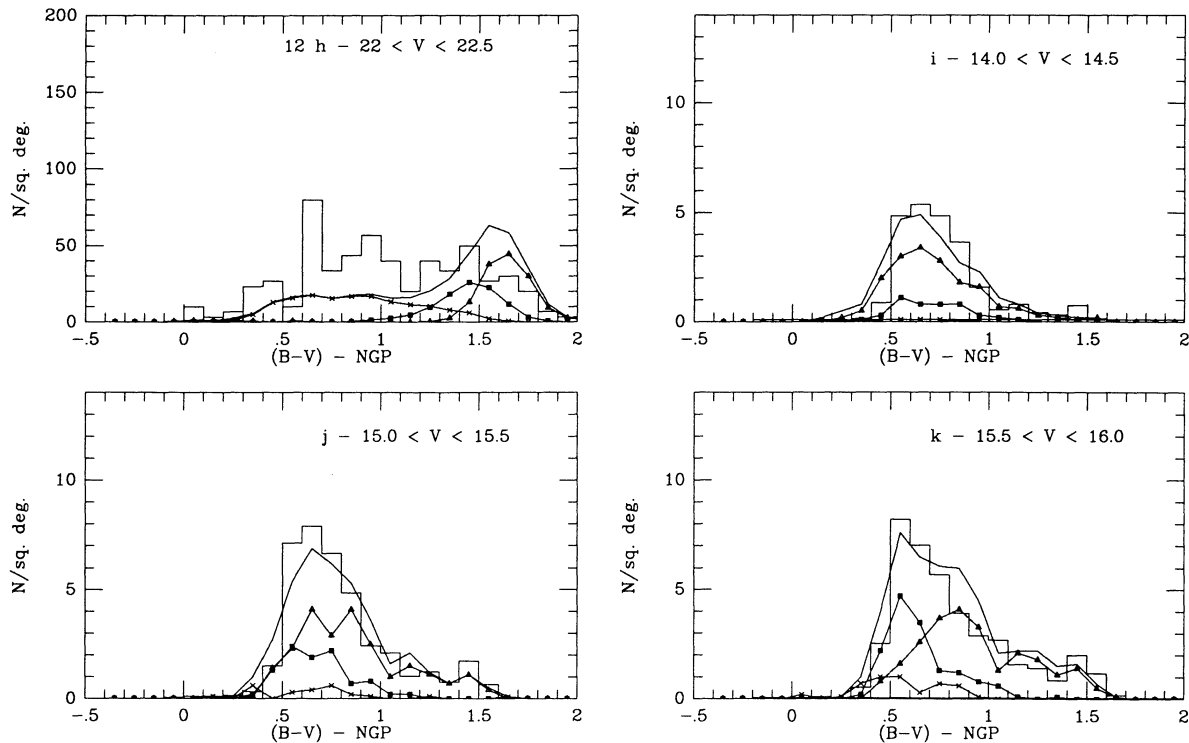 200
150
100
50
0
N/sq. deg.
12 h – 22 < V < 22.5
-.5 0 .5 1 1.5 2
(B-V) - NGP
10
5
0
N/sq. deg.
i – 14.0 < V < 14.5
-.5 0 .5 1 1.5 2
(B-V) - NGP
10
5
0
N/sq. deg.
j – 15.0 < V < 15.5
-.5 0 .5 1 1.5 2
(B-V) - NGP
10
5
0
N/sq. deg.
k – 15.5 < V < 16.0
-.5 0 .5 1 1.5 2
(B-V) - NGP